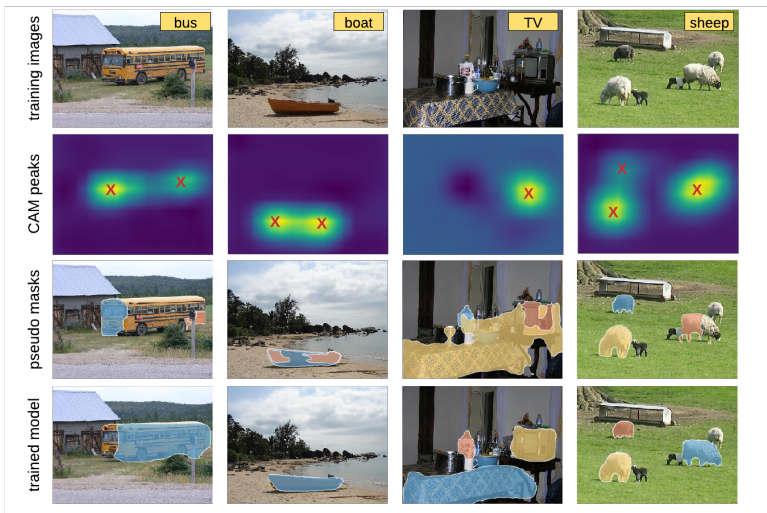 bus
boat
TV
sheep
training images
X X
X X
X
X
X
X
CAM peaks
pseudo masks
trained model